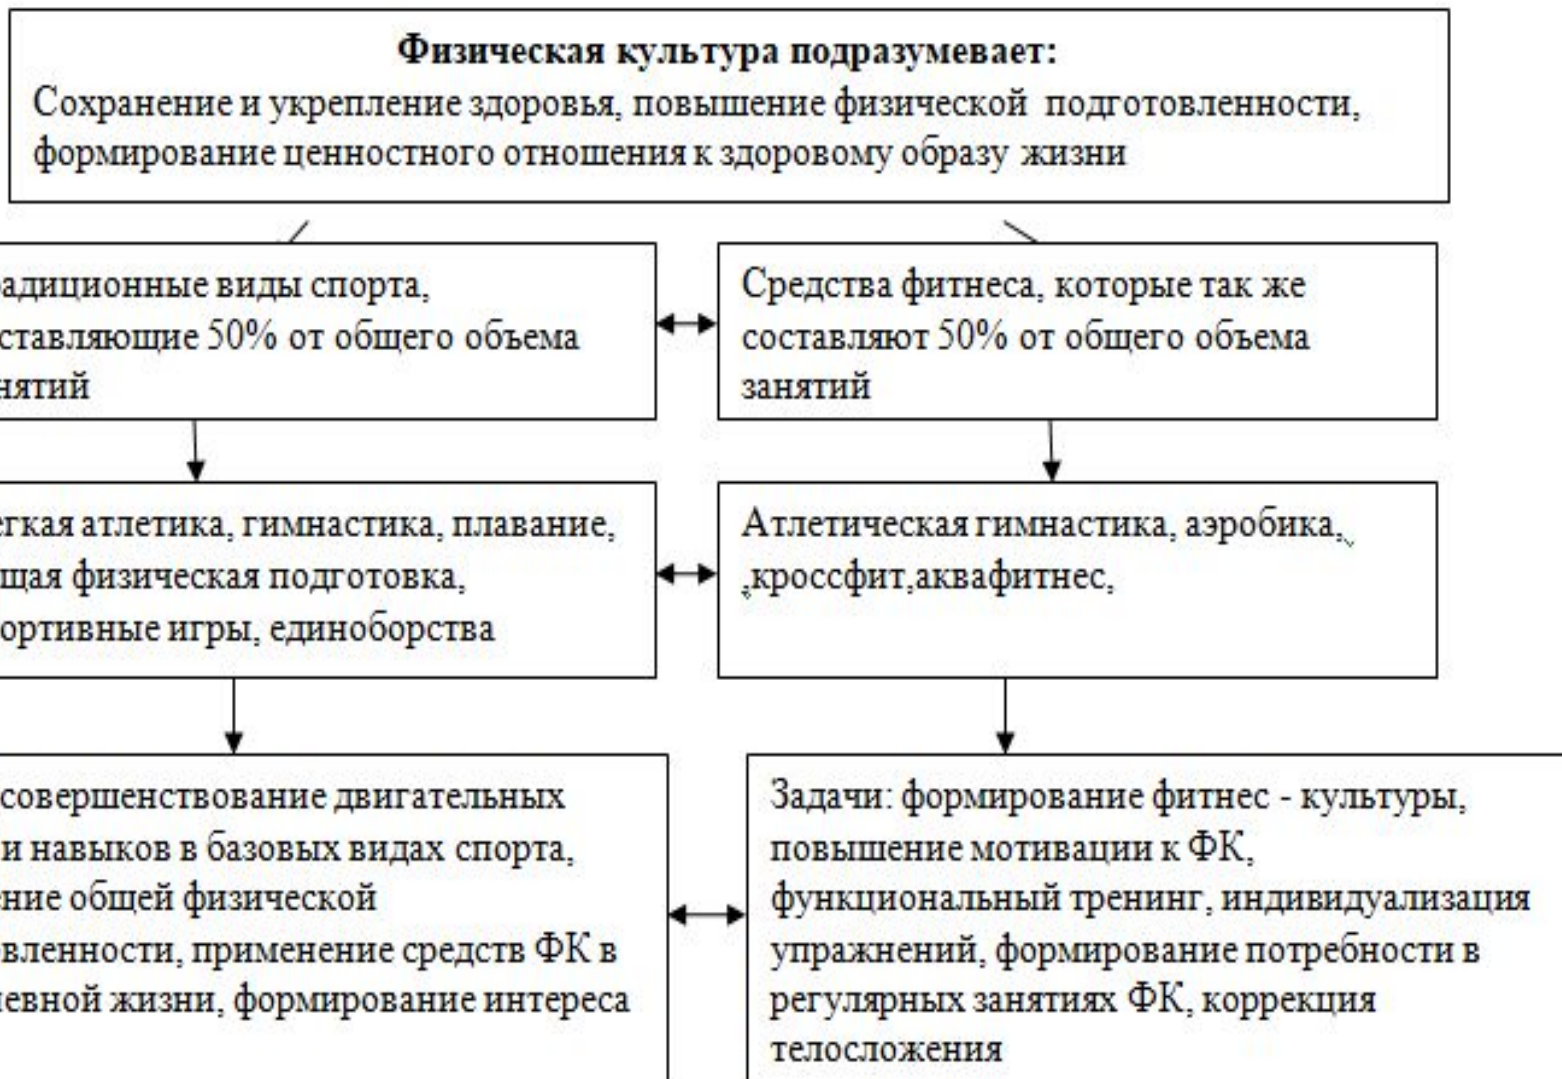 Физическая культура подразумевает:
Сохранение и укрепление здоровья, повышение физической подготовленности,
формирование ценностного отношения к здоровому образу жизни
адиционные виды спорта,
ставляющие 50% от общего объема
нятий
Средства фитнеса, которые так же
составляют 50% от общего объема
занятий
егкая атлетика, гимнастика, плавание,
щая физическая подготовка,
ортивные игры, единоборства
Атлетическая гимнастика, аэробика,
,кроссфит,аквафитнес,
совершенствование двигательных
и навыков в базовых видах спорта,
ение общей физической
вленности, применение средств ФК в
невной жизни, формирование интереса
Задачи: формирование фитнес - культуры,
повышение мотивации к ФК,
функциональный тренинг, индивидуализация
упражнений, формирование потребности в
регулярных занятиях ФК, коррекция
телосложения